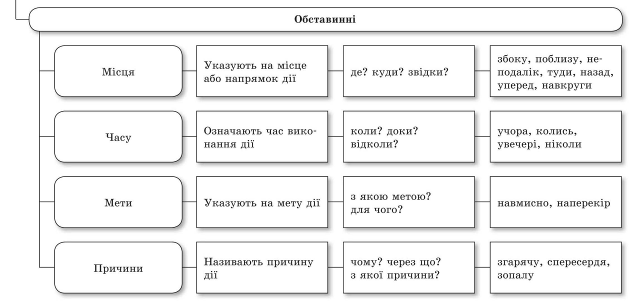 Обставинні
Місця
Указують на місце
або напрямок дії
де? куди? звідки?
збоку, поблизу, не-
подалік, туди, назад,
уперед, навкруги
Часу
Означають час вико-
нання дії
коли? доки?
відколи?
учора, колись,
увечері, ніколи
Мети
Указують на мету дії
з якою метою?
для чого?
навмисно, наперекір
Причини
Називають причину
дії
чому? через що?
з якої причини?
згарячу, спересердя,
зопалу